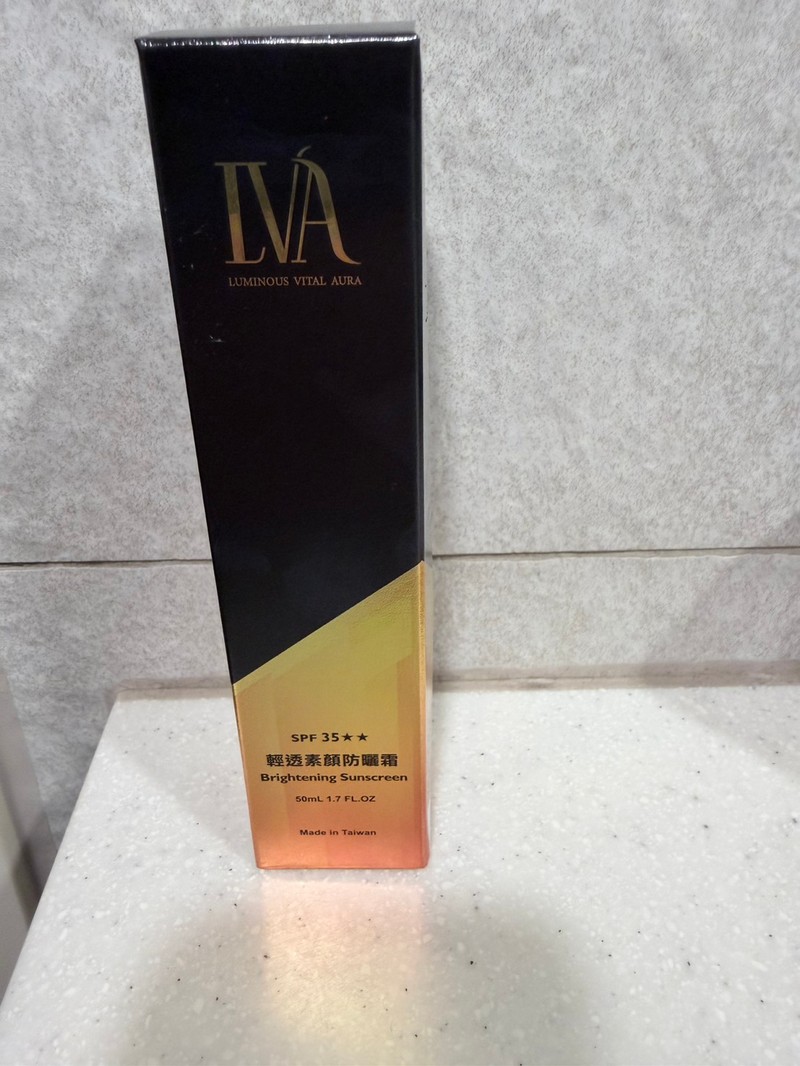 LVA
LUMINOUS VITAL AURA
SPF 35★★
輕透素顏防曬霜
Brightening Sunscreen
50mL 1.7 FL.OZ
Made in Taiwan